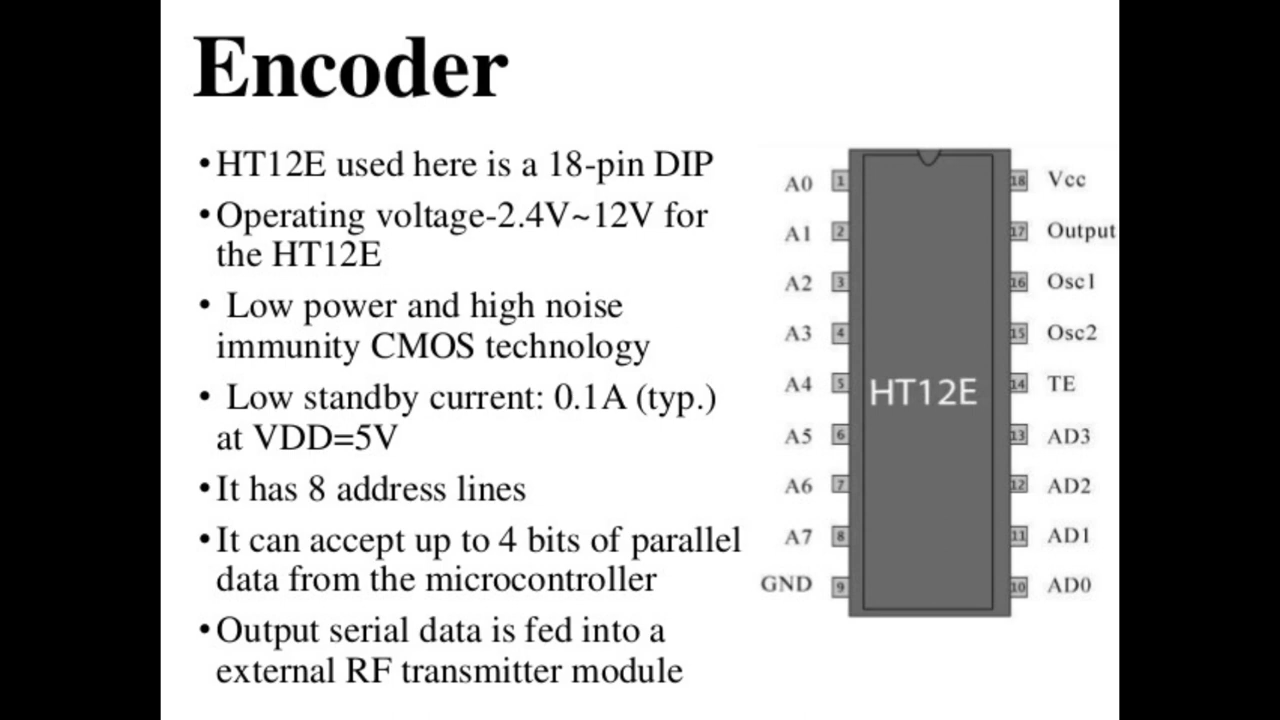 Encoder
•HT12E used here is a 18-pin DIP
•Operating voltage-2.4V~12V for
the HT12E
• Low power and high noise
immunity CMOS technology
• Low standby current: 0.1A (typ.)
at VDD=5V
•It has 8 address lines
•It can accept up to 4 bits of parallel
data from the microcontroller
•Output serial data is fed into a
external RF transmitter module
A0 1 18 Vcc
A1 2 17 Output
A2 3 16 Osc1
A3 4 15 Osc2
A4 5 14 TE
HT12E
A5 6 13 AD3
A6 7 12 AD2
A7 8 11 AD1
GND 9 10 AD0